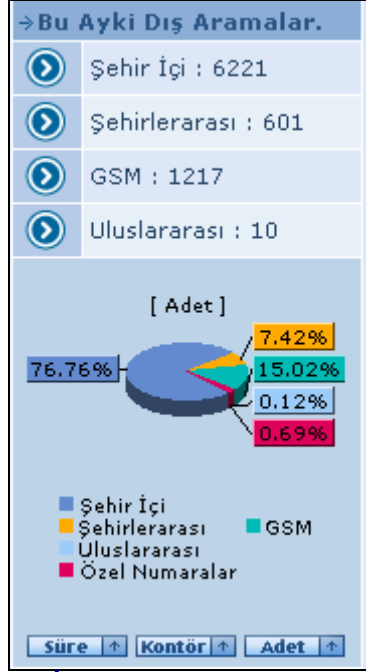 →Bu Ayki Dış Aramalar.
Şehir İçi : 6221
Şehirlerarası : 601
GSM : 1217
Uluslararası : 10
[ Adet ]
7.42%
76.76%
15.02%
0.12%
0.69%
Şehir İçi
Şehirlerarası GSM
Uluslararası
Özel Numaralar
Süre ↑ Kontör ↑ Adet ↑